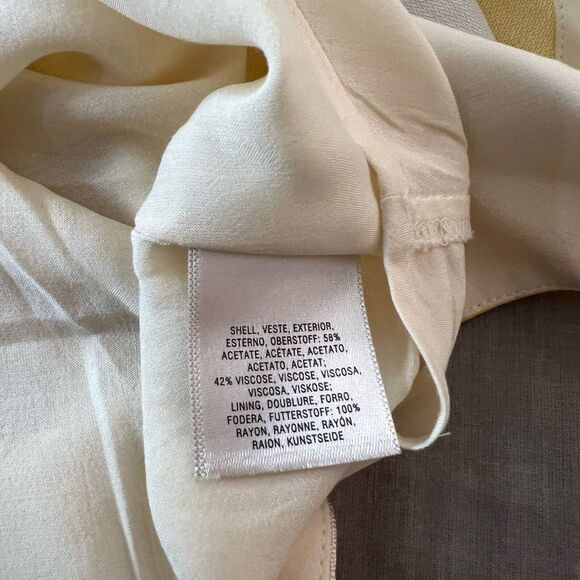 SHELL, VESTE, EXTERIOR,
ESTERNO, OBERSTOFF: 58%
ACETATE, ACÉTATE, ACETATO,
ACETATO, ACETAT;
42% VISCOSE, VISCOSE, VISCOSA,
VISCOSA, VISKOSE;
LINING, DOUBLURE, FORRO,
FODERA, FUTTERSTOFF: 100%
RAYON, RAYONNE, RAYÓN,
RAION, KUNSTSEIDE